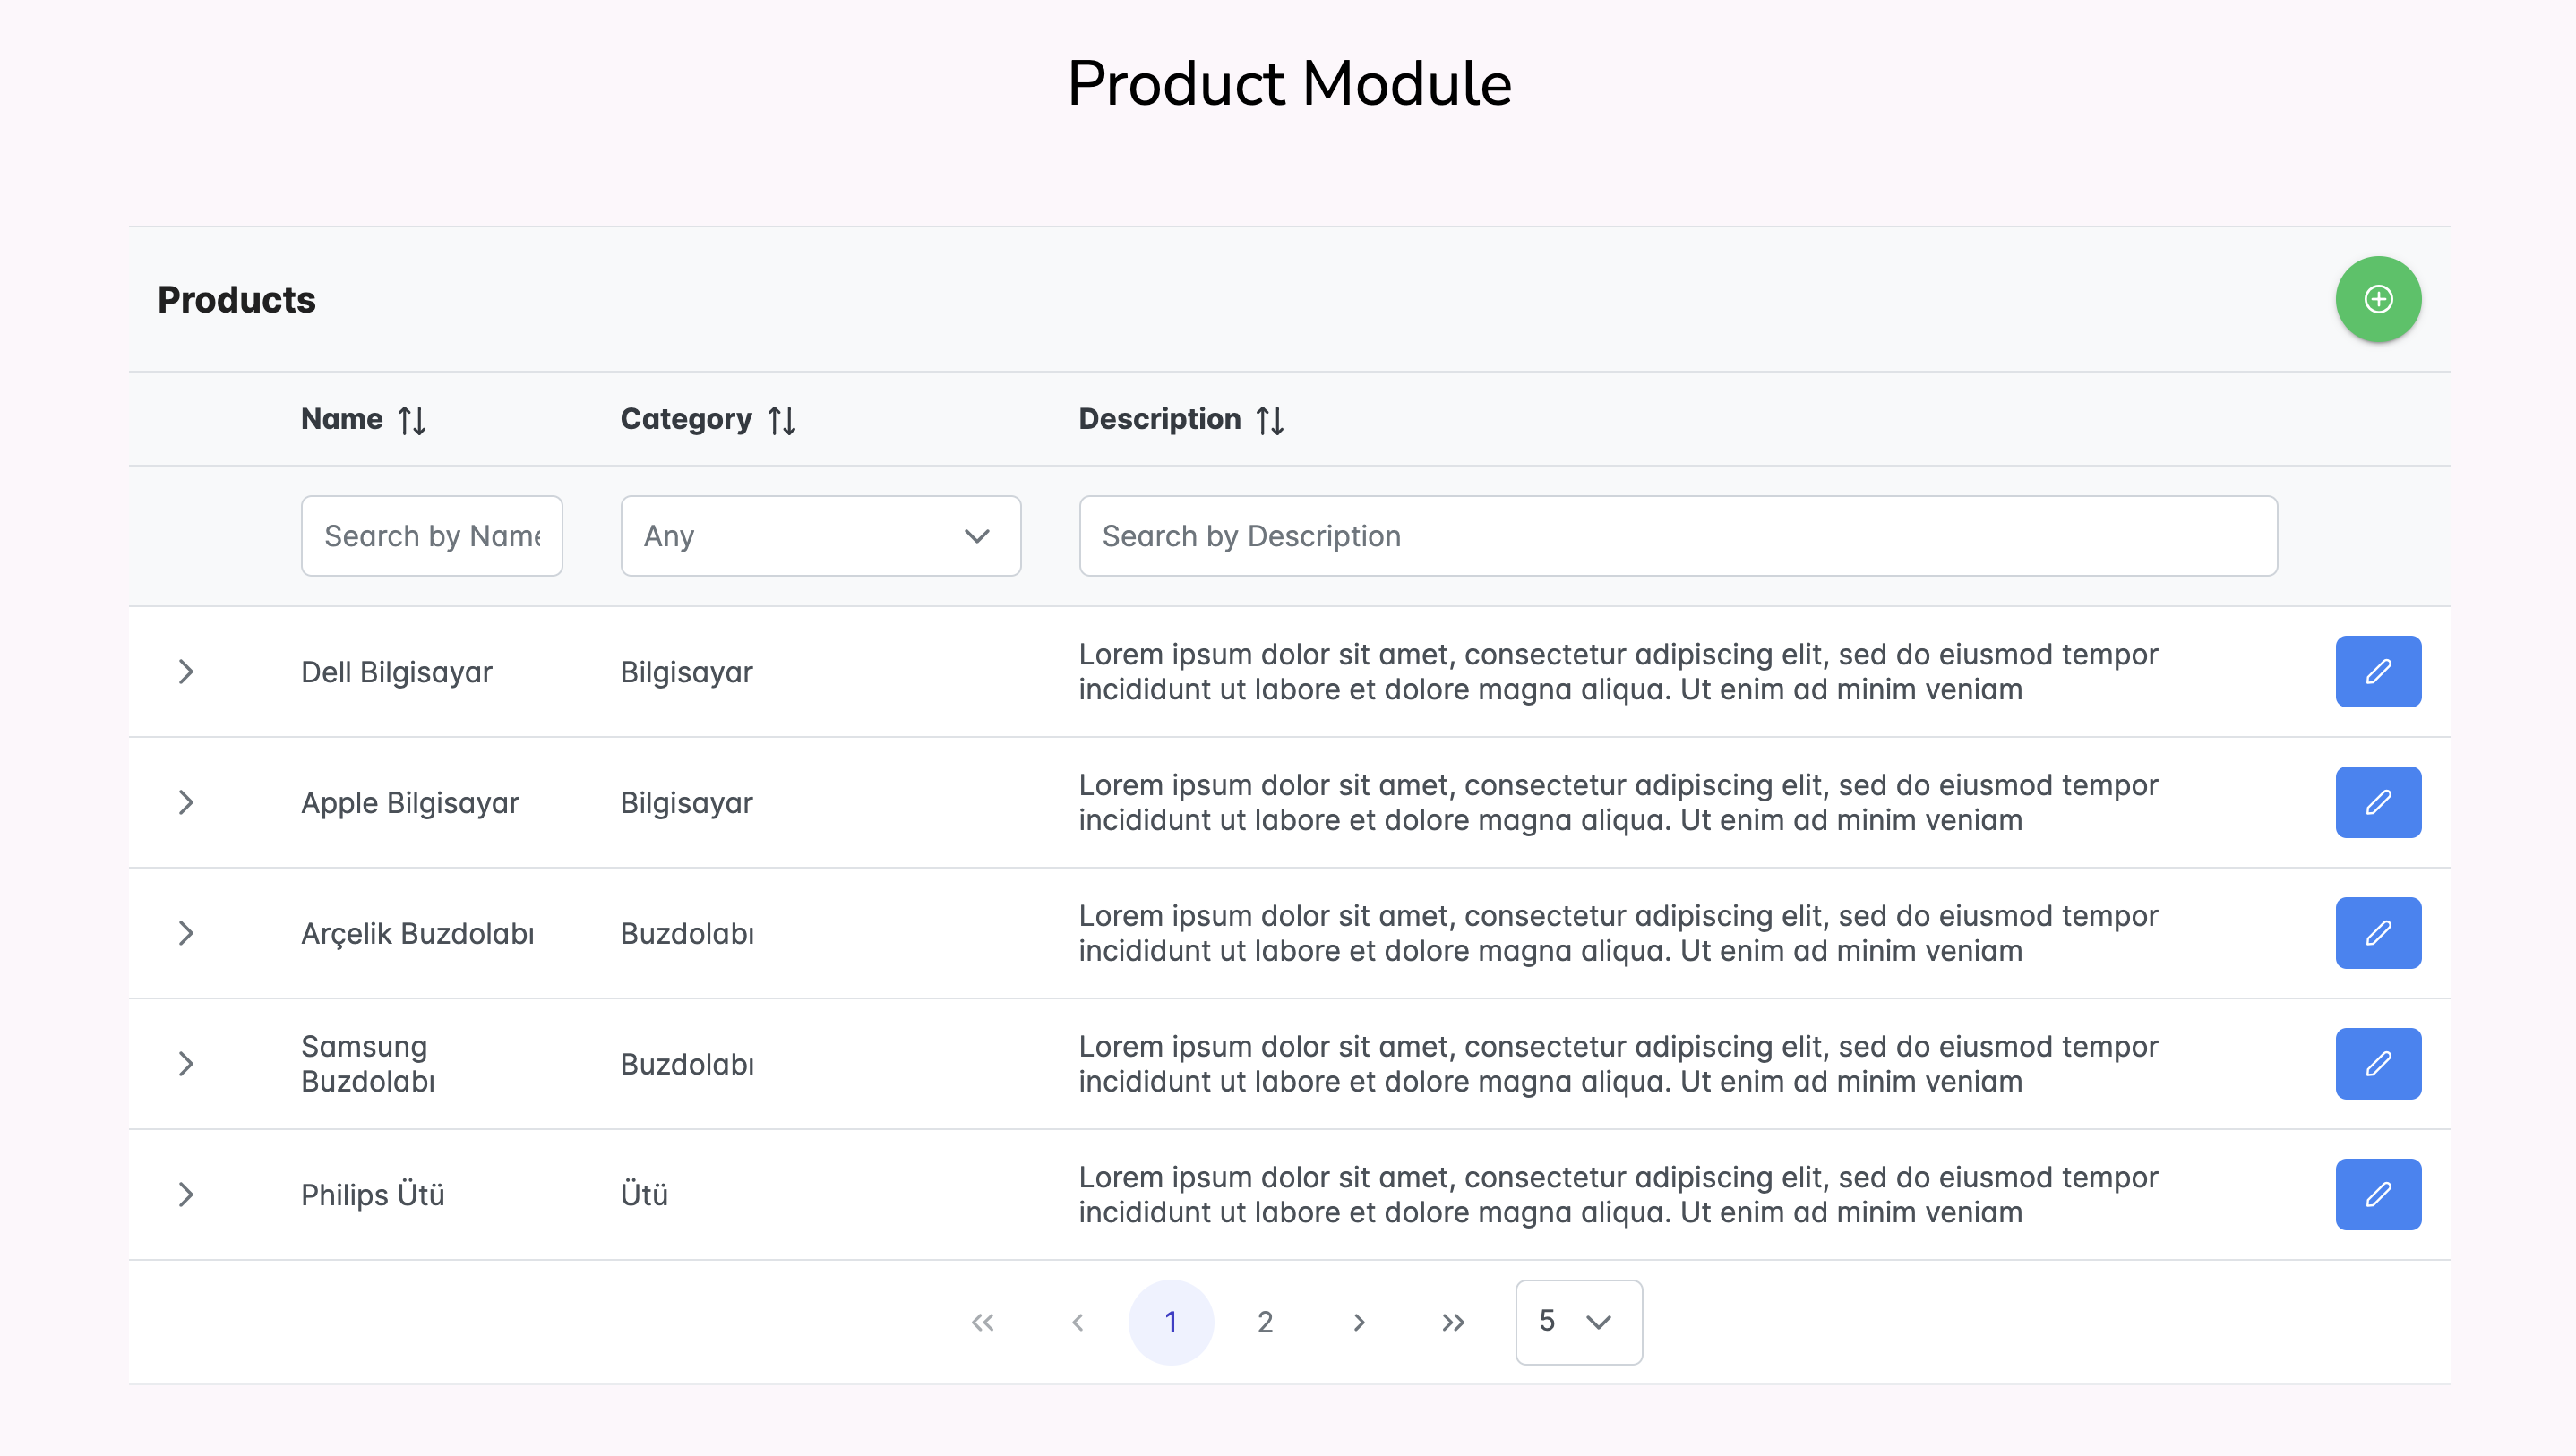 Product Module
Products
Name Category Description
Search by Name Any Search by Description
Dell Bilgisayar Bilgisayar Lorem ipsum dolor sit amet, consectetur adipiscing elit, sed do eiusmod tempor
incididunt ut labore et dolore magna aliqua. Ut enim ad minim veniam
Apple Bilgisayar Bilgisayar Lorem ipsum dolor sit amet, consectetur adipiscing elit, sed do eiusmod tempor
incididunt ut labore et dolore magna aliqua. Ut enim ad minim veniam
Arçelik Buzdolabı Buzdolabı Lorem ipsum dolor sit amet, consectetur adipiscing elit, sed do eiusmod tempor
incididunt ut labore et dolore magna aliqua. Ut enim ad minim veniam
Samsung
Buzdolabı Buzdolabı Lorem ipsum dolor sit amet, consectetur adipiscing elit, sed do eiusmod tempor
incididunt ut labore et dolore magna aliqua. Ut enim ad minim veniam
Philips Ütü Ütü Lorem ipsum dolor sit amet, consectetur adipiscing elit, sed do eiusmod tempor
incididunt ut labore et dolore magna aliqua. Ut enim ad minim veniam
1 2 5